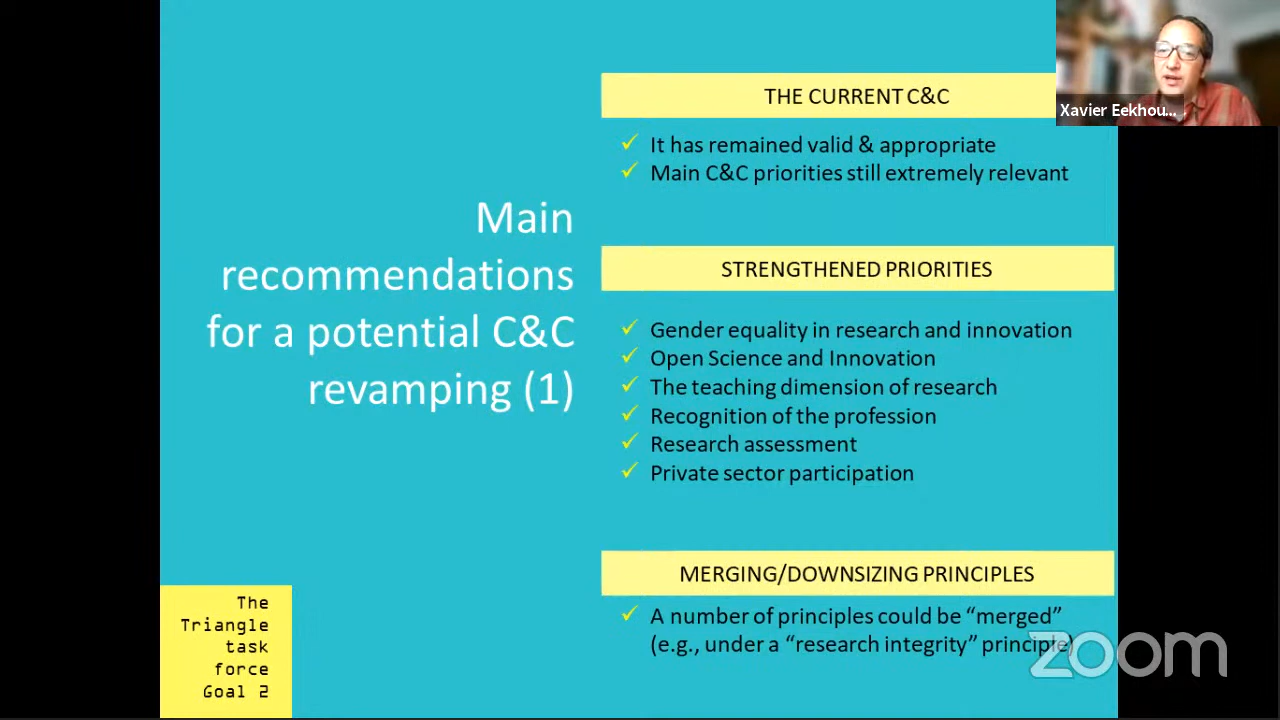 Main
recommendations
for a potential C&C
revamping (1)
The
Triangle
task
force
Goal 2
THE CURRENT C&C
It has remained valid & appropriate
Main C&C priorities still extremely relevant
STRENGTHENED PRIORITIES
Gender equality in research and innovation
Open Science and Innovation
The teaching dimension of research
Recognition of the profession
Research assessment
Private sector participation
MERGING/DOWNSIZING PRINCIPLES
A number of principles could be “merged”
(e.g., under a “research integrity” principle)
Xavier Eekhou...
zoom